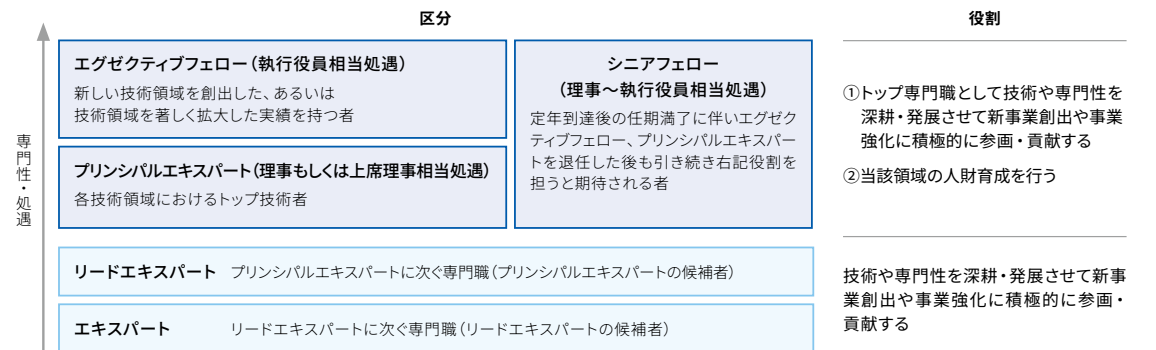 区分
役割
専門性・処遇
エグゼクティブフェロー(執行役員相当処遇)
新しい技術領域を創出した、あるいは
技術領域を著しく拡大した実績を持つ者
プリンシパルエキスパート(理事もしくは上席理事相当処遇)
各技術領域におけるトップ技術者
シニアフェロー
(理事~執行役員相当処遇)
定年到達後の任期満了に伴いエグゼク
ティブフェロー、プリンシパルエキスパー
トを退任した後も引き続き右記役割を
担うと期待される者
①トップ専門職として技術や専門性を
深耕・発展させて新事業創出や事業
強化に積極的に参画・貢献する
②当該領域の人財育成を行う
リードエキスパート プリンシパルエキスパートに次ぐ専門職(プリンシパルエキスパートの候補者)
エキスパート リードエキスパートに次ぐ専門職(リードエキスパートの候補者)
技術や専門性を深耕・発展させて新事
業創出や事業強化に積極的に参画・
貢献する